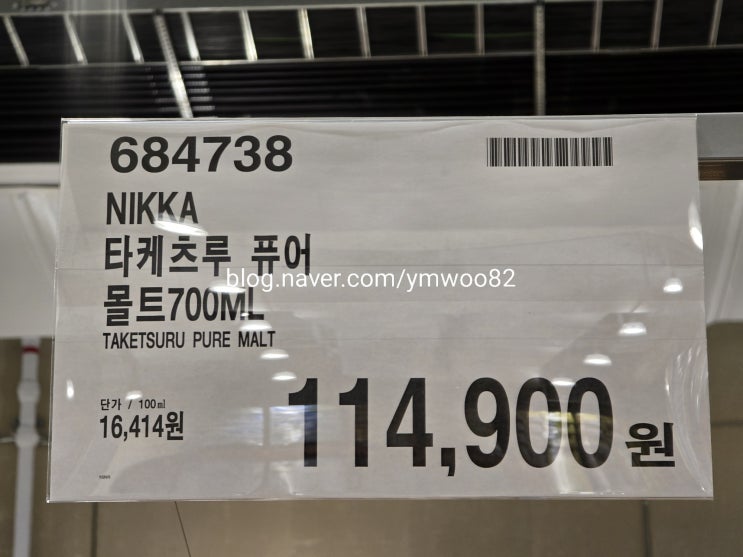 684738
NIKKA
타케츠루 퓨어
blog.naver.com/ymwoo82
몰트700ML
TAKETSURU PURE MALT
단가 / 100㎖
16,414원
114,900원